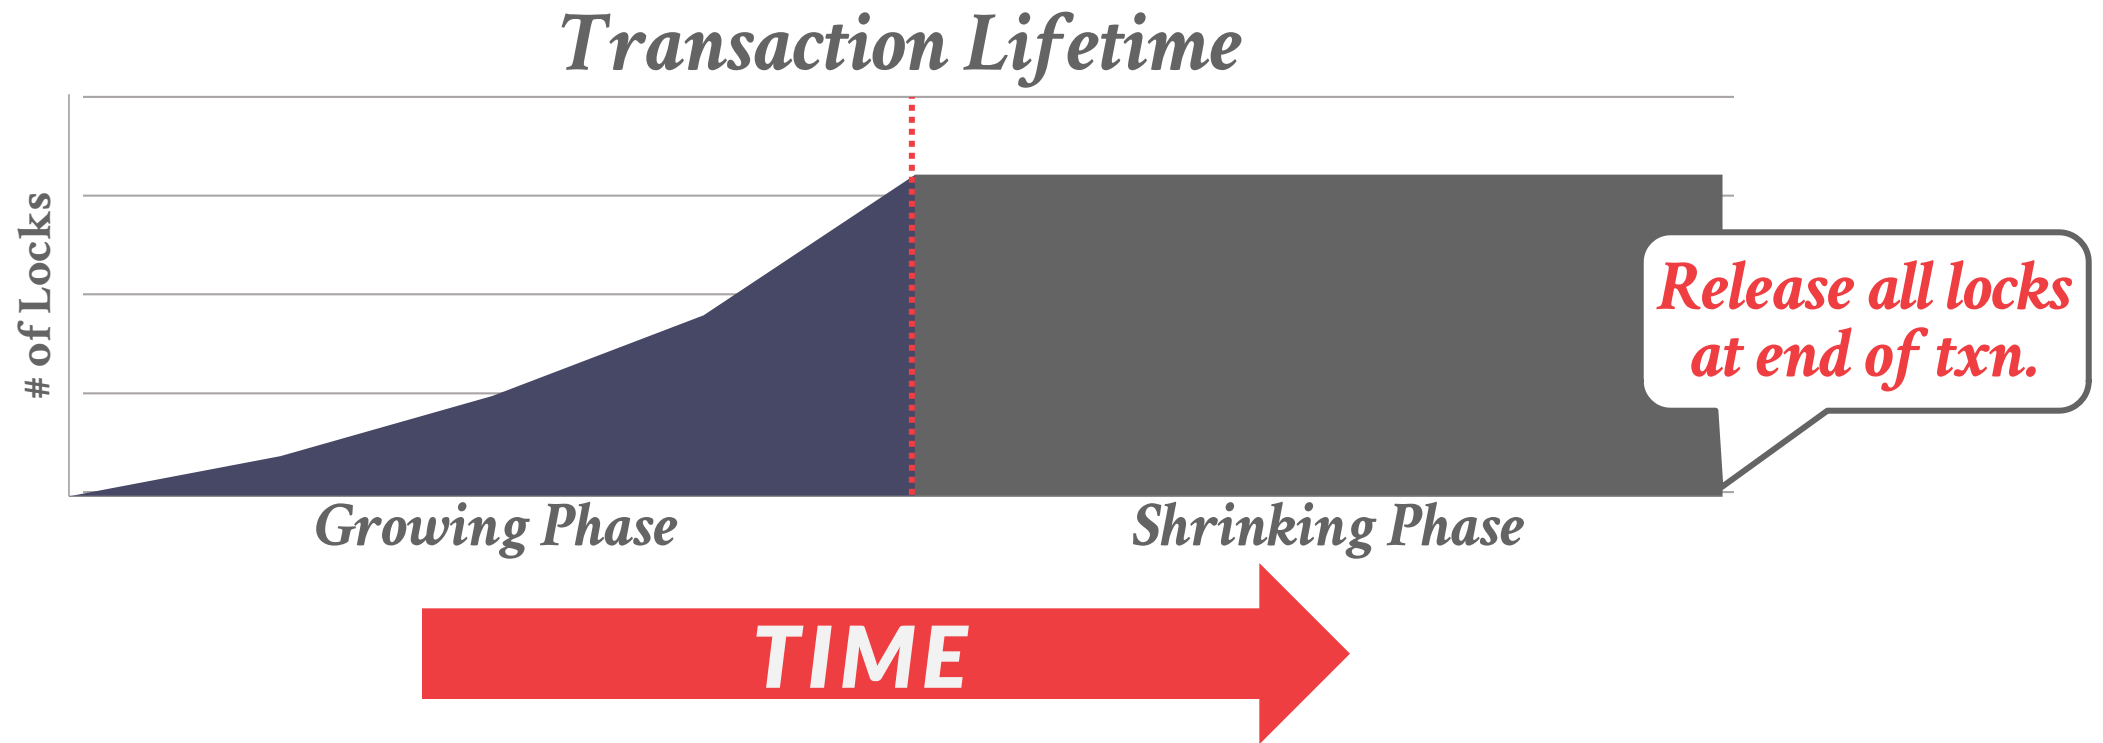 Transaction Lifetime
# of Locks
Release all locks
at end of txn.
Growing Phase
Shrinking Phase
TIME